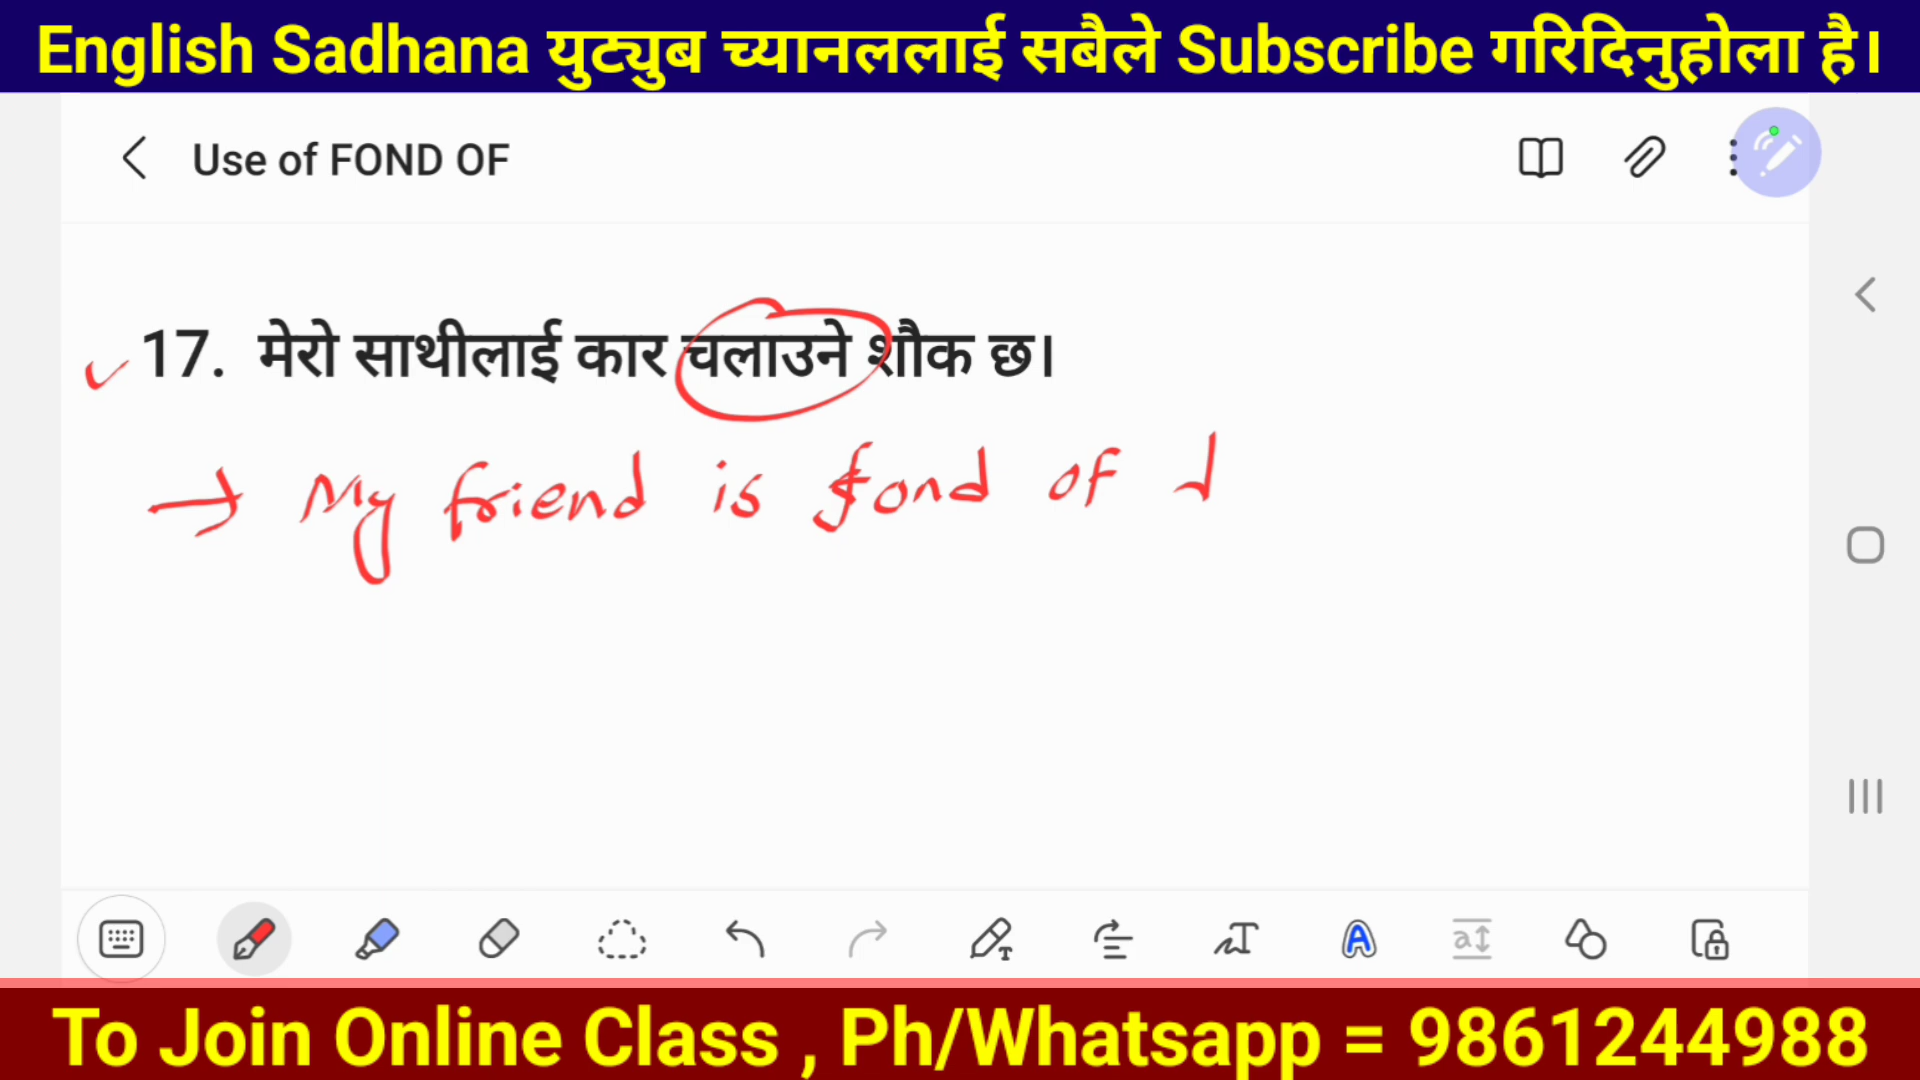 English Sadhana युट्युब च्यानललाई सबैले Subscribe गरिदिनुहोला है।
Use of FOND OF
17. मेरो साथीलाई कार चलाउने शौक छ।
→ My friend is fond of d
To Join Online Class , Ph/Whatsapp = 9861244988